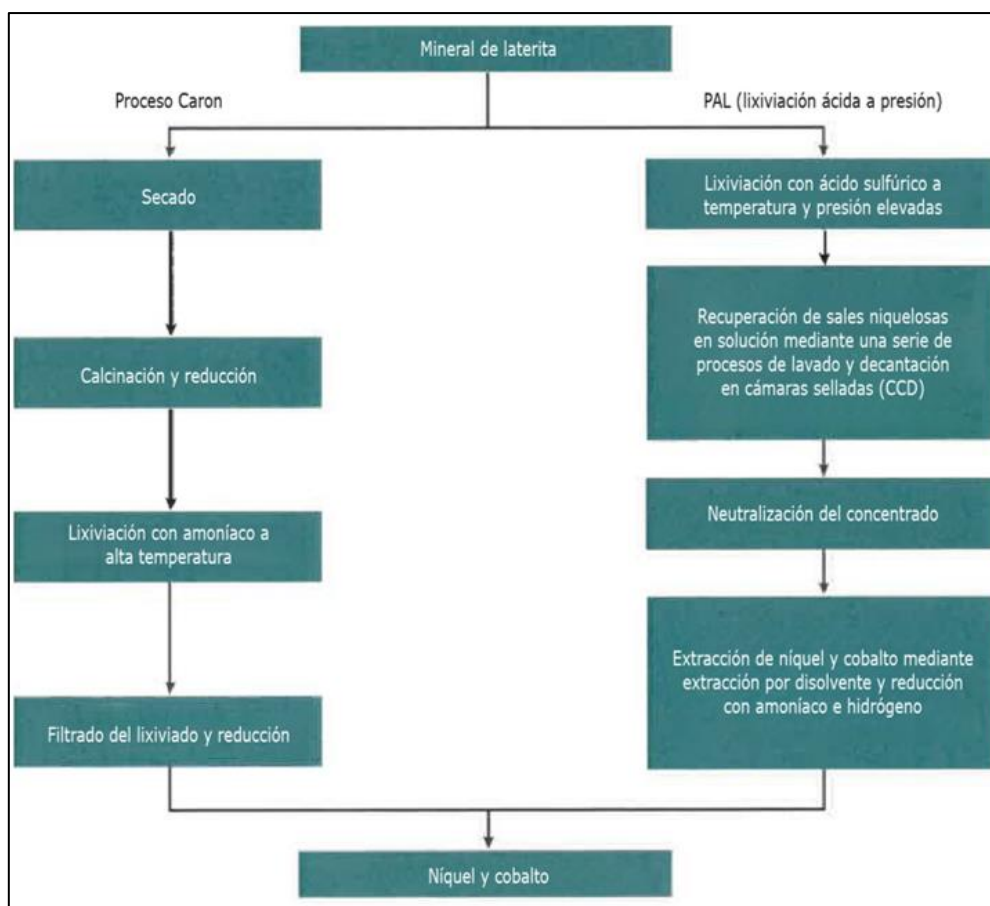 Mineral de laterita
Proceso Caron
PAL (lixiviación ácida a presión)
Secado
Calcinación y reducción
Lixiviación con amoníaco a
alta temperatura
Filtrado del lixiviado y reducción
Lixiviación con ácido sulfúrico a
temperatura y presión elevadas
Recuperación de sales niquelosas
en solución mediante una serie de
procesos de lavado y decantación
en cámaras selladas (CCD)
Neutralización del concentrado
Extracción de níquel y cobalto mediante
extracción por disolvente y reducción
con amoníaco e hidrógeno
Níquel y cobalto